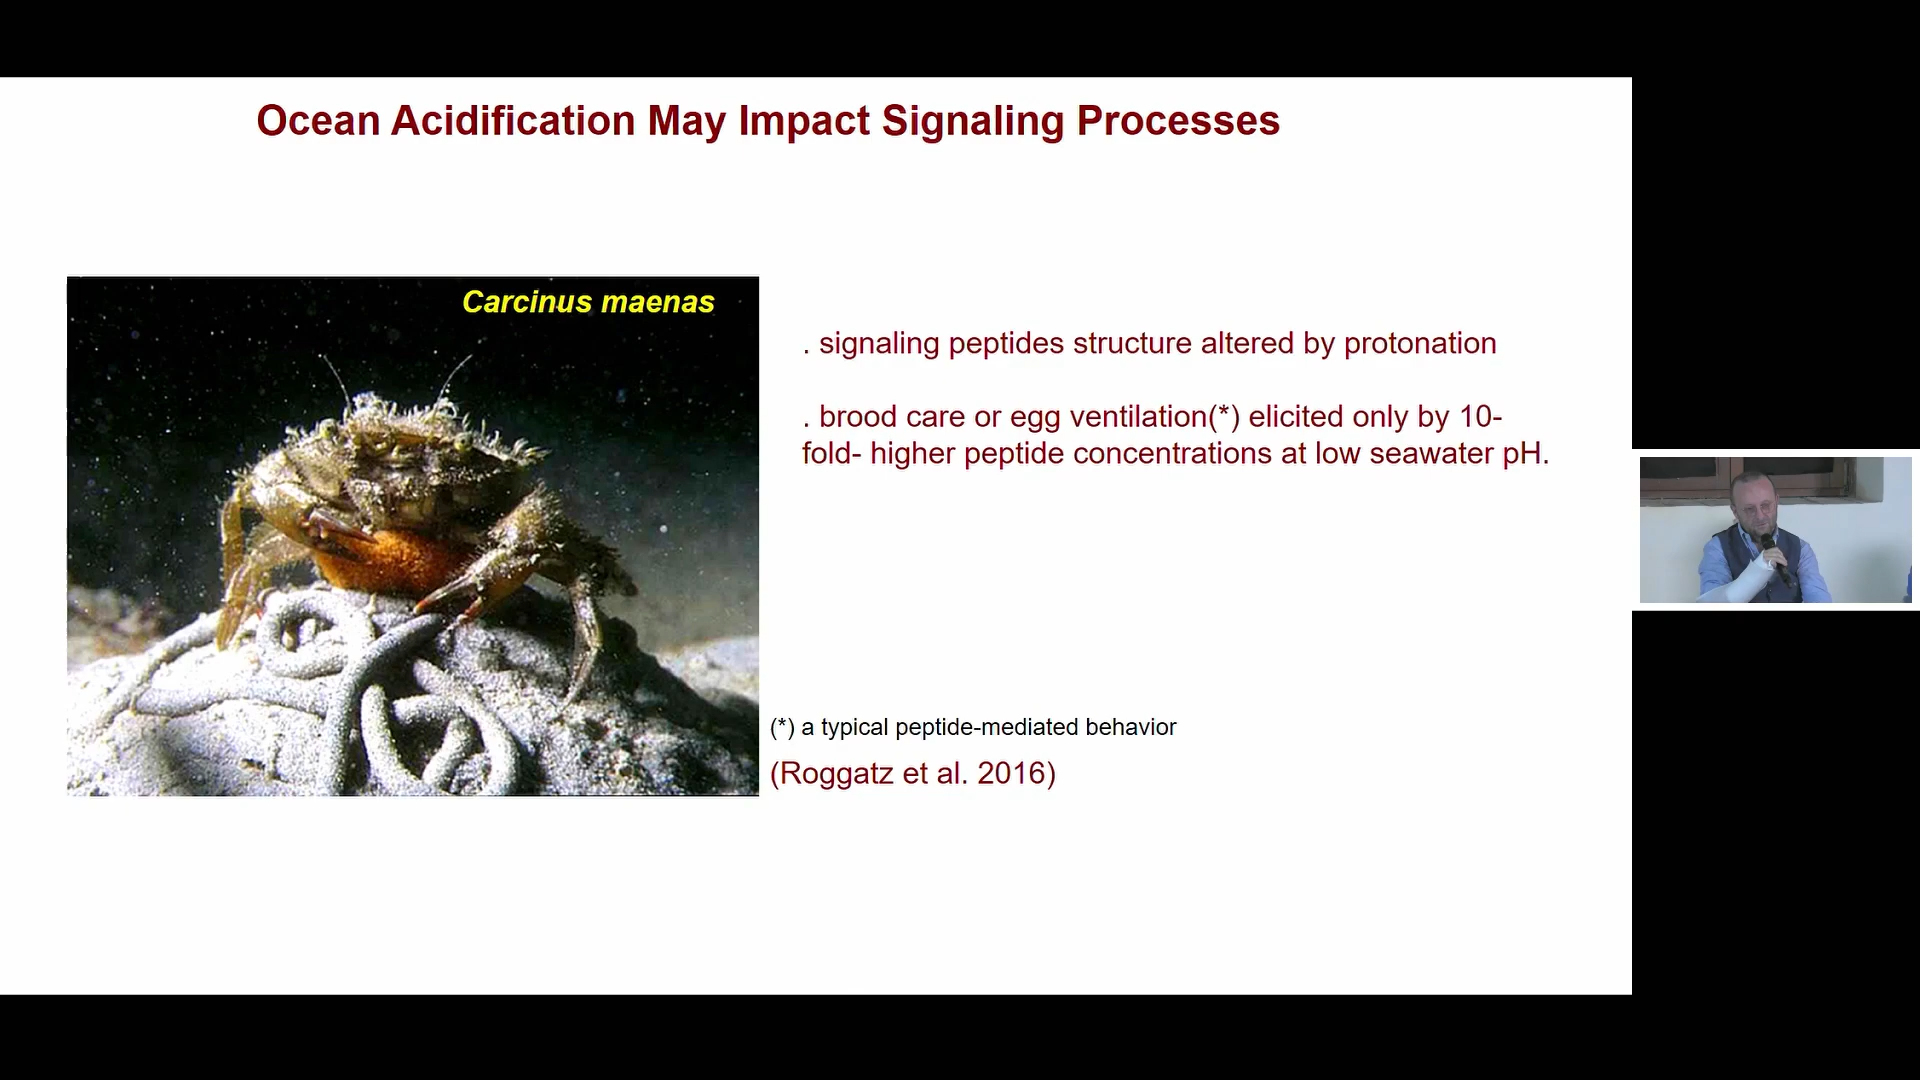 Ocean Acidification May Impact Signaling Processes
Carcinus maenas
. signaling peptides structure altered by protonation
. brood care or egg ventilation(*) elicited only by 10-
fold- higher peptide concentrations at low seawater pH.
(*) a typical peptide-mediated behavior
(Roggatz et al. 2016)